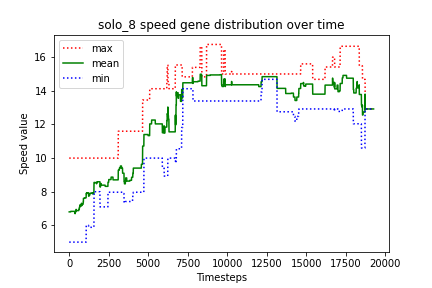 solo_8 speed gene distribution over time
max
mean
min
Speed value
16
14
12
10
8
6
0
2500
5000
7500
10000
12500
15000
17500
20000
Timesteps